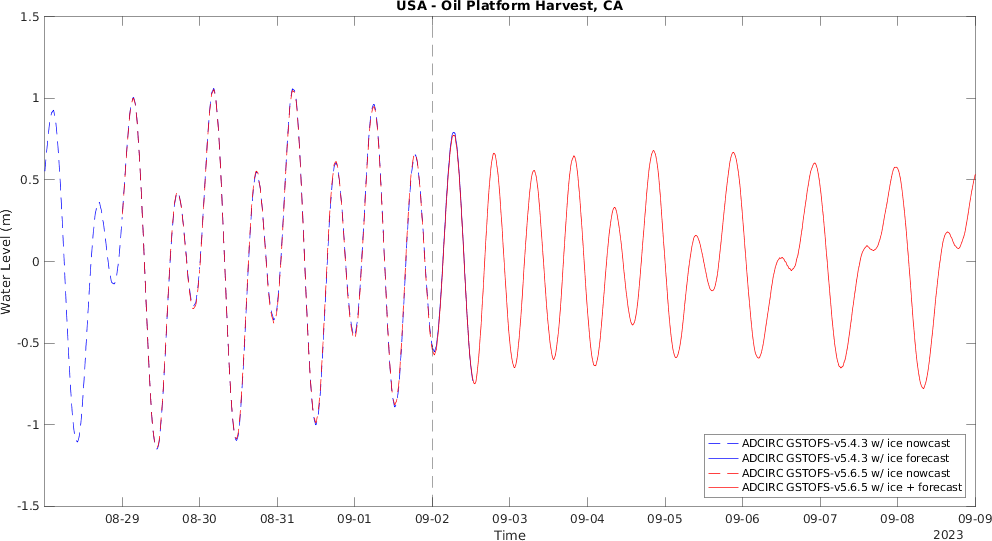 USA - Oil Platform Harvest, CA
1.5
1
0.5
0
-0.5
-1
-1.5
Water Level (m)
ADCIRC GSTOFS-v5.4.3 w/ ice nowcast
ADCIRC GSTOFS-v5.4.3 w/ ice forecast
ADCIRC GSTOFS-v5.6.5 w/ ice nowcast
ADCIRC GSTOFS-v5.6.5 w/ ice + forecast
08-29 08-30 08-31 09-01 09-02 09-03 09-04 09-05 09-06 09-07 09-08 09-09
Time
2023